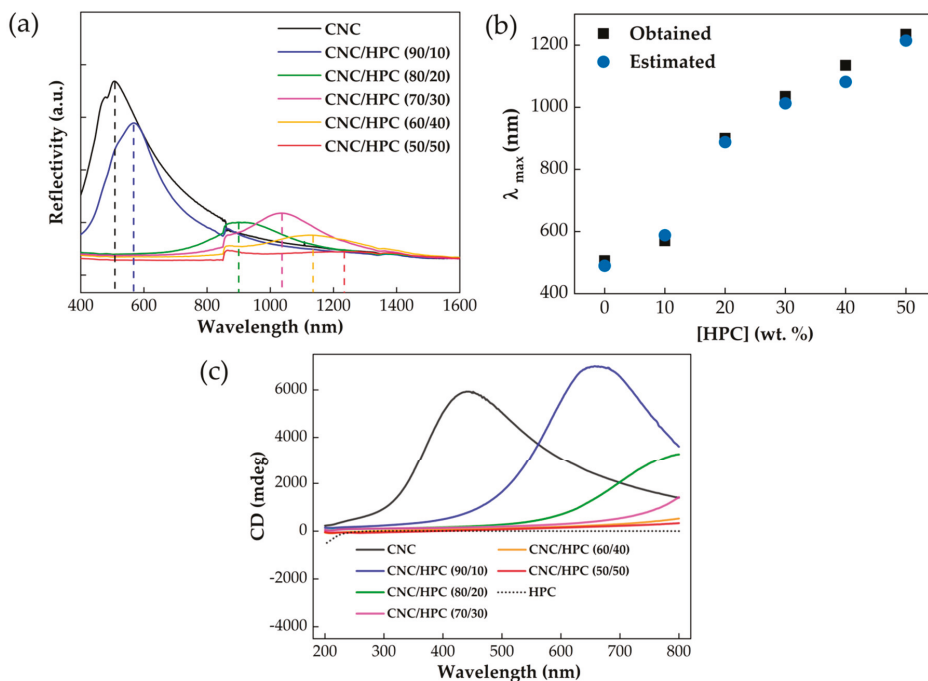 (a)
CNC
CNC/HPC (90/10)
CNC/HPC (80/20)
CNC/HPC (70/30)
CNC/HPC (60/40)
CNC/HPC (50/50)
Reflectivity (a.u.)
400 600 800 1000 1200 1400 1600
Wavelength (nm)
(b)
Obtained
Estimated
1200
1000
800
600
400
λ max (nm)
0 10 20 30 40 50
[HPC] (wt. %)
(c)
6000
4000
2000
0
-2000
-4000
CD (mdeg)
CNC
CNC/HPC (90/10)
CNC/HPC (80/20)
CNC/HPC (70/30)
CNC/HPC (60/40)
CNC/HPC (50/50)
HPC
200 300 400 500 600 700 800
Wavelength (nm)